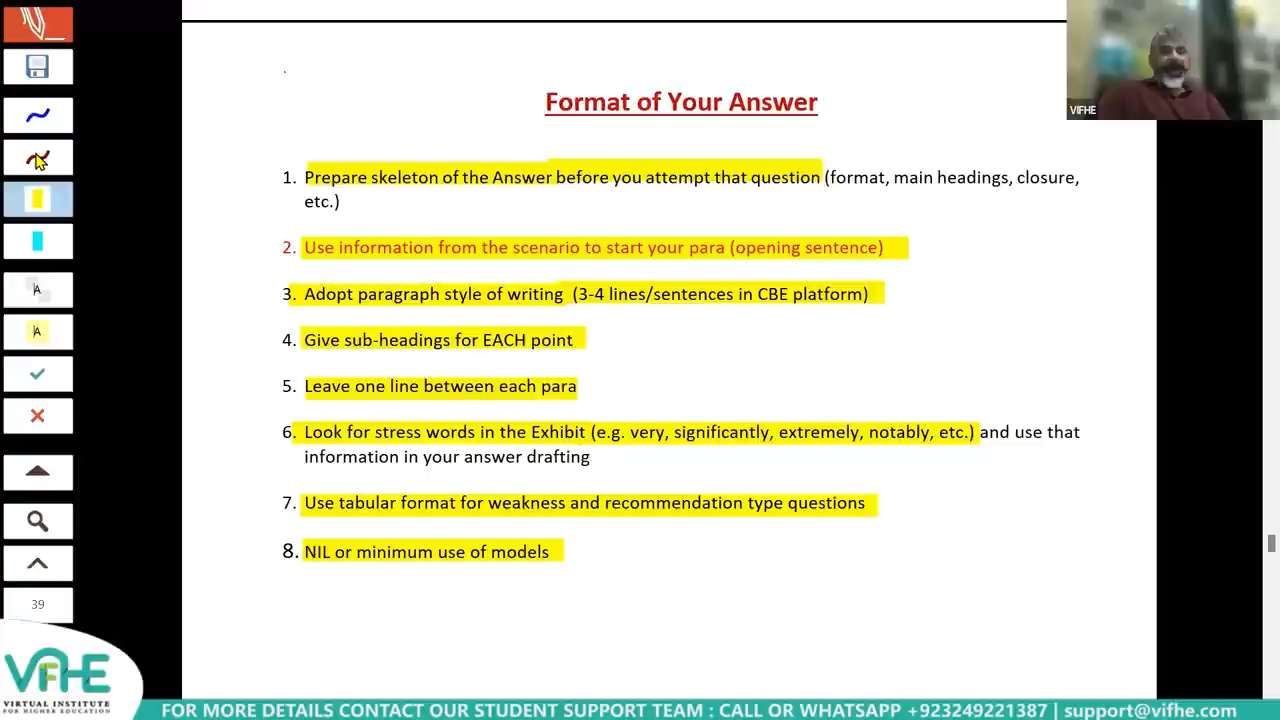 Format of Your Answer
VIFHE
1. Prepare skeleton of the Answer before you attempt that question (format, main headings, closure,
etc.)
2. Use information from the scenario to start your para (opening sentence)
3. Adopt paragraph style of writing (3-4 lines/sentences in CBE platform)
4. Give sub-headings for EACH point
5. Leave one line between each para
6. Look for stress words in the Exhibit (e.g. very, significantly, extremely, notably, etc.) and use that
information in your answer drafting
7. Use tabular format for weakness and recommendation type questions
8. NIL or minimum use of models
A
A
39
VIFHE
VIRTUAL INSTITUTE
FOR HIGHER EDUCATION
FOR MORE DETAILS CONTACT OUR STUDENT SUPPORT TEAM : CALL OR WHATSAPP +923249221387 | support@vifhe.com